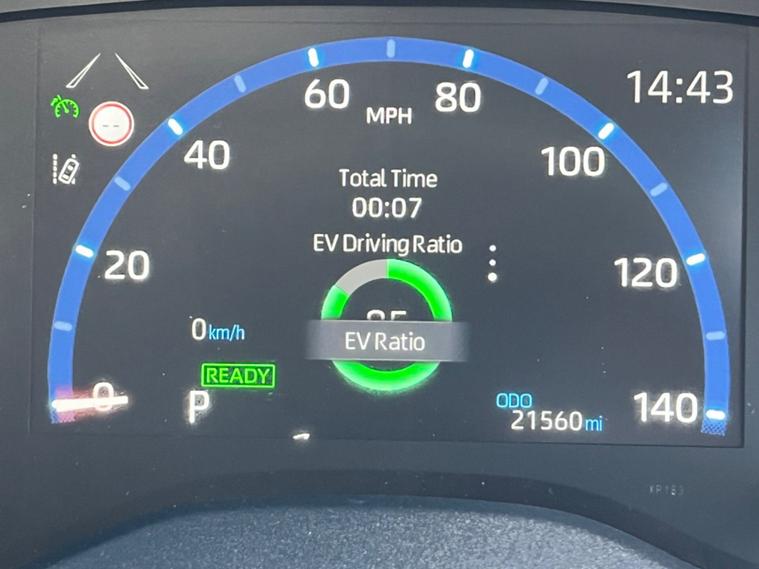 14:43
60
MPH
80
40
100
Total Time
00:07
EV Driving Ratio
20
120
0km/h
EV Ratio
READY
0
P
ODO
21560mi
140